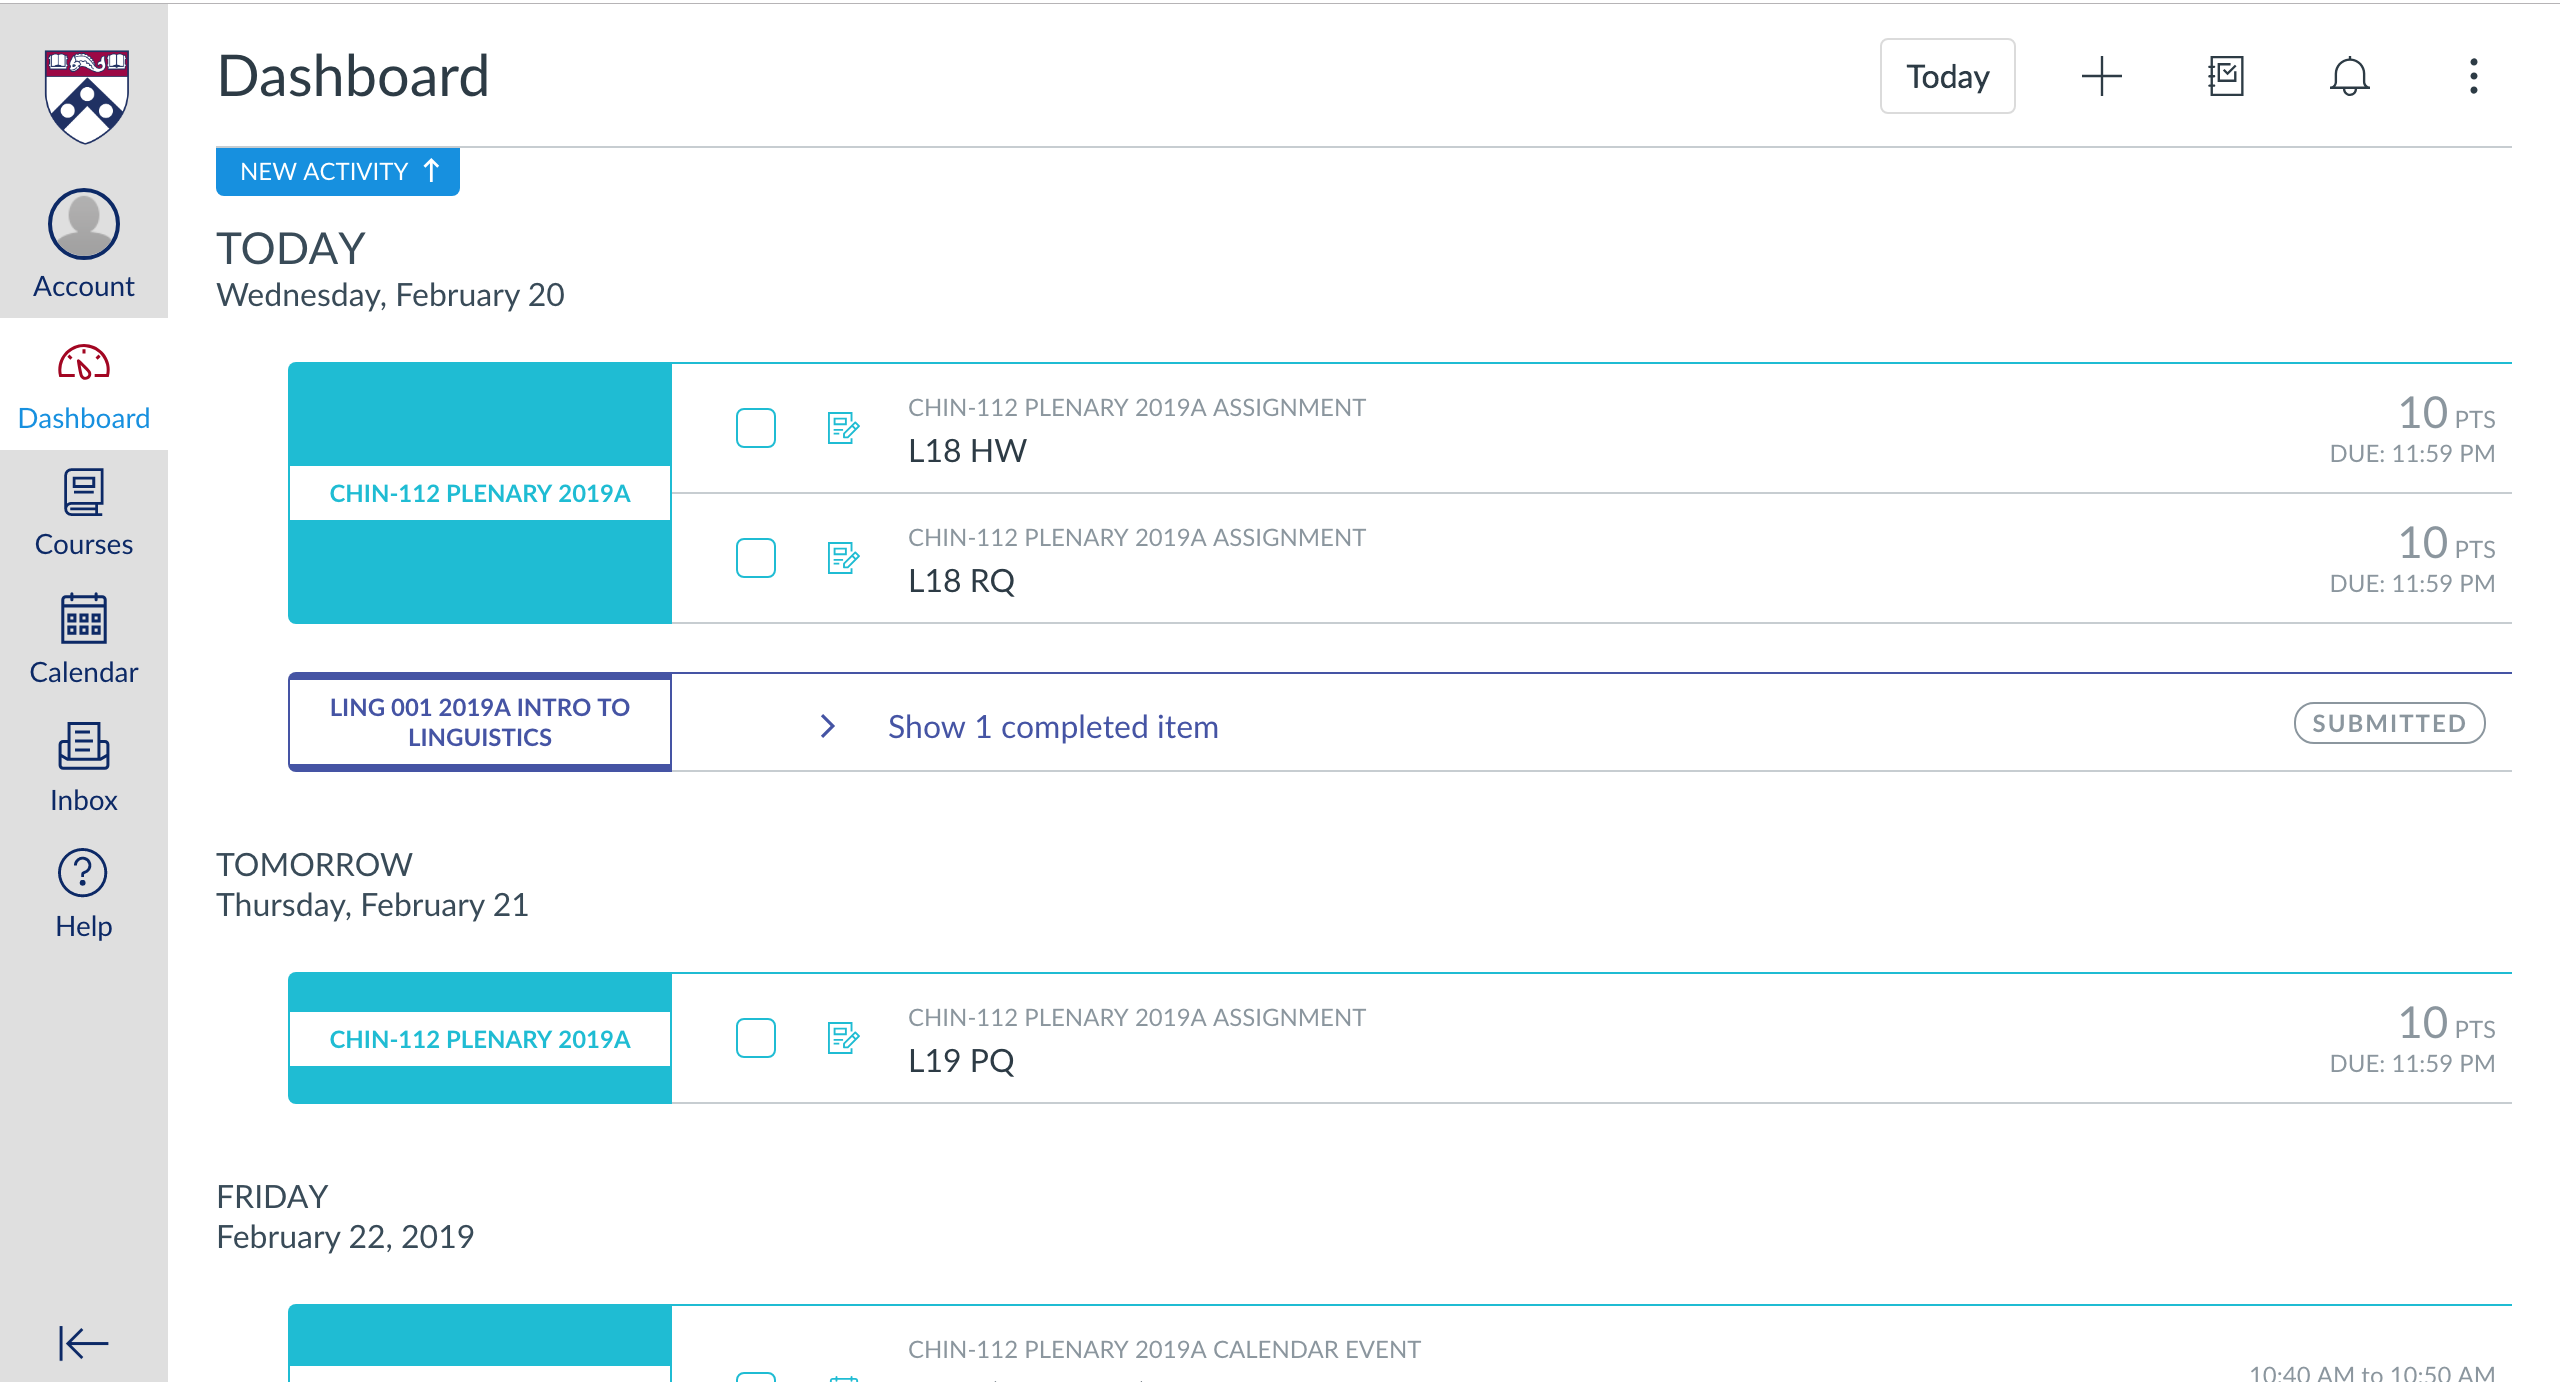 Dashboard
Today
NEW ACTIVITY
Account
Dashboard
Courses
Calendar
Inbox
Help
TODAY
Wednesday, February 20
CHIN-112 PLENARY 2019A
CHIN-112 PLENARY 2019A ASSIGNMENT
L18 HW
10 PTS
DUE: 11:59 PM
CHIN-112 PLENARY 2019A ASSIGNMENT
L18 RQ
10 PTS
DUE: 11:59 PM
LING 001 2019A INTRO TO
LINGUISTICS
Show 1 completed item
SUBMITTED
TOMORROW
Thursday, February 21
CHIN-112 PLENARY 2019A
CHIN-112 PLENARY 2019A ASSIGNMENT
L19 PQ
10 PTS
DUE: 11:59 PM
FRIDAY
February 22, 2019
CHIN-112 PLENARY 2019A CALENDAR EVENT
10:40 AM to 10:50 AM